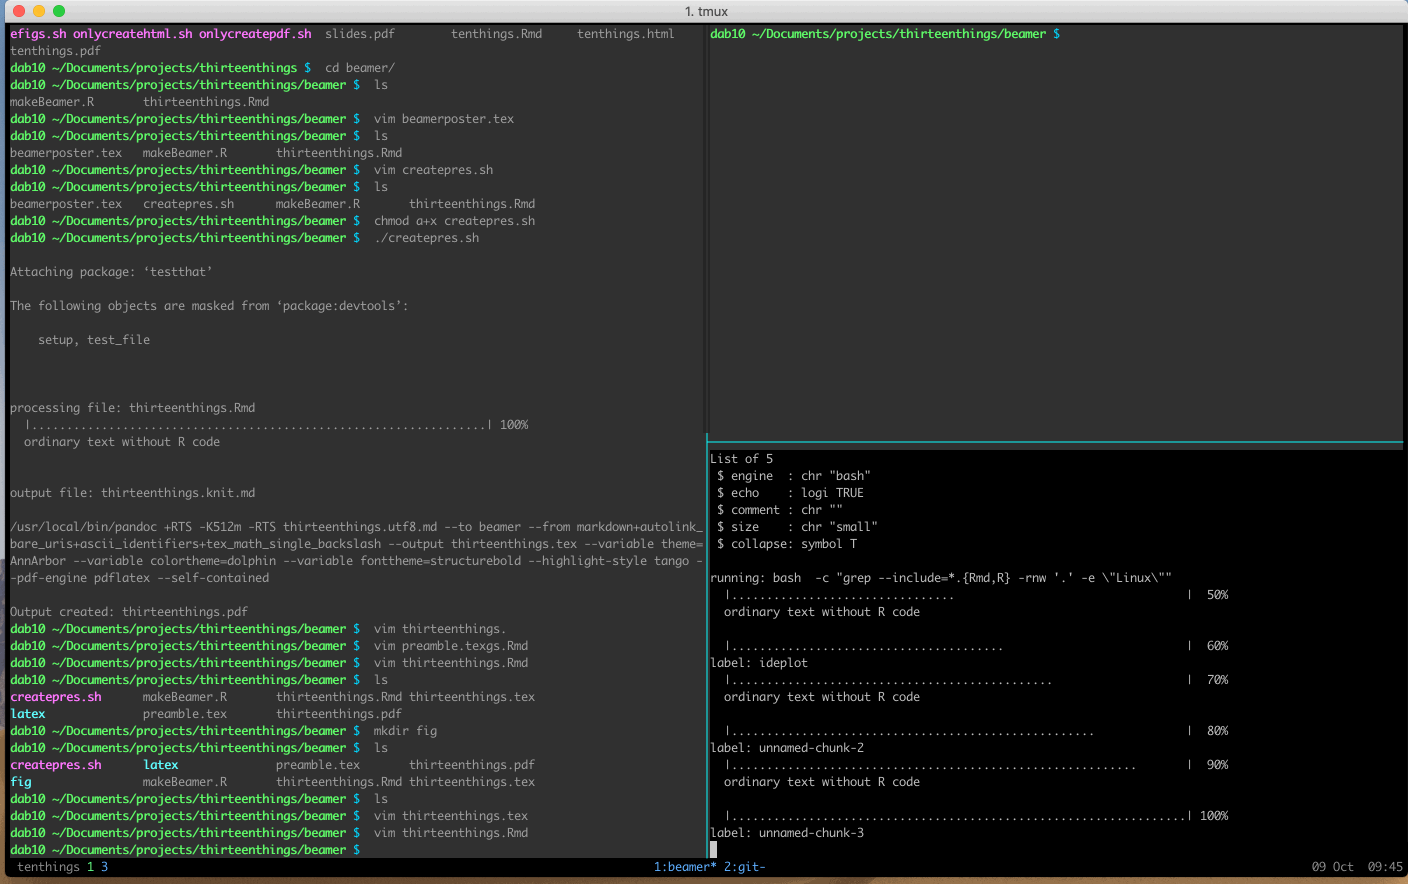 1. tmux
efigs.sh onlycreatehtml.sh onlycreatepdf.sh  slides.pdf        tenthings.Rmd     tenthings.html
tenthings.pdf
dab10 ~/Documents/projects/thirteenthings $  cd beamer/
dab10 ~/Documents/projects/thirteenthings/beamer $  ls
makeBeamer.R       thirteenthings.Rmd
dab10 ~/Documents/projects/thirteenthings/beamer $  vim beamerposter.tex
dab10 ~/Documents/projects/thirteenthings/beamer $  ls
beamerposter.tex   makeBeamer.R       thirteenthings.Rmd
dab10 ~/Documents/projects/thirteenthings/beamer $  vim createpres.sh
dab10 ~/Documents/projects/thirteenthings/beamer $  ls
beamerposter.tex   createpres.sh      makeBeamer.R       thirteenthings.Rmd
dab10 ~/Documents/projects/thirteenthings/beamer $  chmod a+x createpres.sh
dab10 ~/Documents/projects/thirteenthings/beamer $  ./createpres.sh
Attaching package: ‘testthat’
The following objects are masked from ‘package:devtools’:
    setup, test_file
processing file: thirteenthings.Rmd
  |.................................................................| 100%
  ordinary text without R code
output file: thirteenthings.knit.md
/usr/local/bin/pandoc +RTS -K512m -RTS thirteenthings.utf8.md --to beamer --from markdown+autolink_
bare_uris+ascii_identifiers+tex_math_single_backslash --output thirteenthings.tex --variable theme=
AnnArbor --variable colortheme=dolphin --variable fonttheme=structurebold --highlight-style tango -
-pdf-engine pdflatex --self-contained
Output created: thirteenthings.pdf
dab10 ~/Documents/projects/thirteenthings/beamer $  vim thirteenthings.
dab10 ~/Documents/projects/thirteenthings/beamer $  vim preamble.texgs.Rmd
dab10 ~/Documents/projects/thirteenthings/beamer $  vim thirteenthings.Rmd
dab10 ~/Documents/projects/thirteenthings/beamer $  ls
createpres.sh      makeBeamer.R       thirteenthings.Rmd thirteenthings.tex
latex              preamble.tex       thirteenthings.pdf
dab10 ~/Documents/projects/thirteenthings/beamer $  mkdir fig
dab10 ~/Documents/projects/thirteenthings/beamer $  ls
createpres.sh      latex              preamble.tex       thirteenthings.pdf
fig                makeBeamer.R       thirteenthings.Rmd thirteenthings.tex
dab10 ~/Documents/projects/thirteenthings/beamer $  ls
dab10 ~/Documents/projects/thirteenthings/beamer $  vim thirteenthings.tex
dab10 ~/Documents/projects/thirteenthings/beamer $  vim thirteenthings.Rmd
dab10 ~/Documents/projects/thirteenthings/beamer $
dab10 ~/Documents/projects/thirteenthings/beamer $
List of 5
 $ engine  : chr "bash"
 $ echo    : logi TRUE
 $ comment : chr ""
 $ size    : chr "small"
 $ collapse: symbol T
running: bash  -c "grep --include=*.{Rmd,R} -rnw '.' -e \"Linux\""
  |................................                                 |  50%
  ordinary text without R code
  |.......................................                          |  60%
label: ideplot
  |..............................................                   |  70%
  ordinary text without R code
  |....................................................             |  80%
label: unnamed-chunk-2
  |..........................................................       |  90%
  ordinary text without R code
  |.................................................................| 100%
label: unnamed-chunk-3
tenthings 1 3    1:beamer* 2:git-    09 Oct  09:45